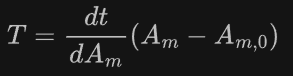 T = \frac{dt}{dA_m}(A_m - A_{m,0})